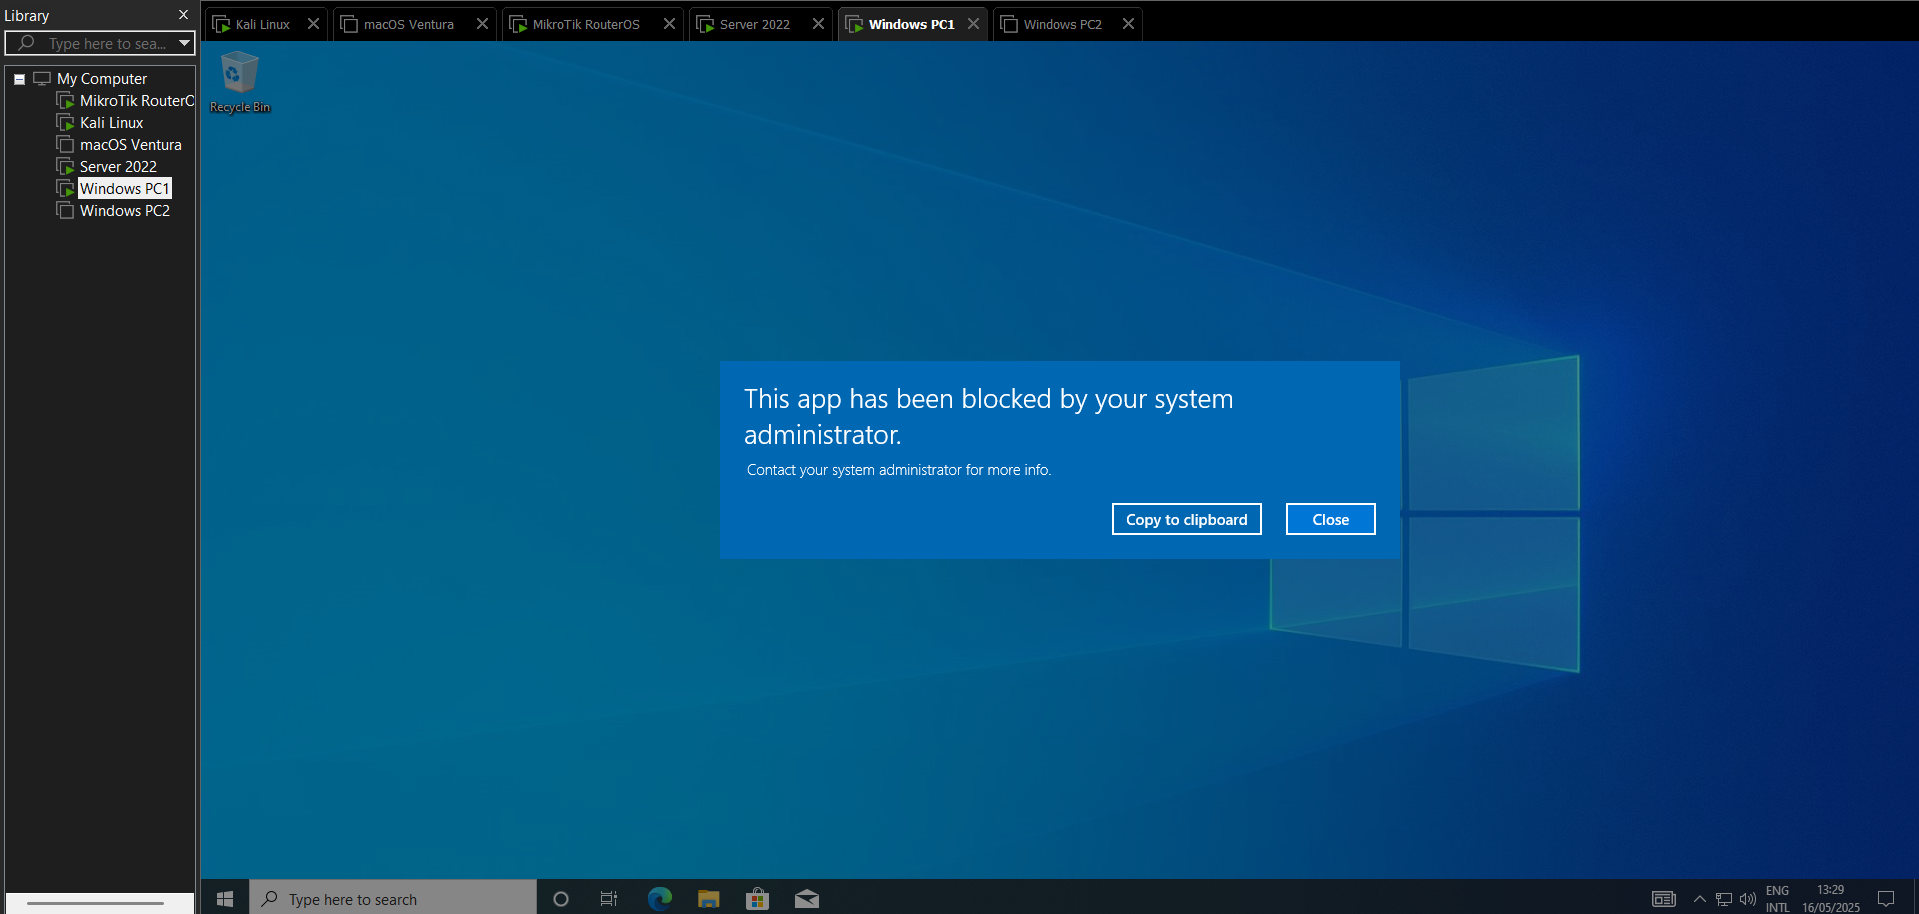 Library
Type here to sea...
My Computer
MikroTik RouterO
Kali Linux
macOS Ventura
Server 2022
Windows PC1
Windows PC2
Kali Linux
macOS Ventura
MikroTik RouterOS
Server 2022
Windows PC1
Windows PC2
Recycle Bin
This app has been blocked by your system
administrator.
Contact your system administrator for more info.
Copy to clipboard
Close
Type here to search
ENG
INTL
13:29
16/05/2025